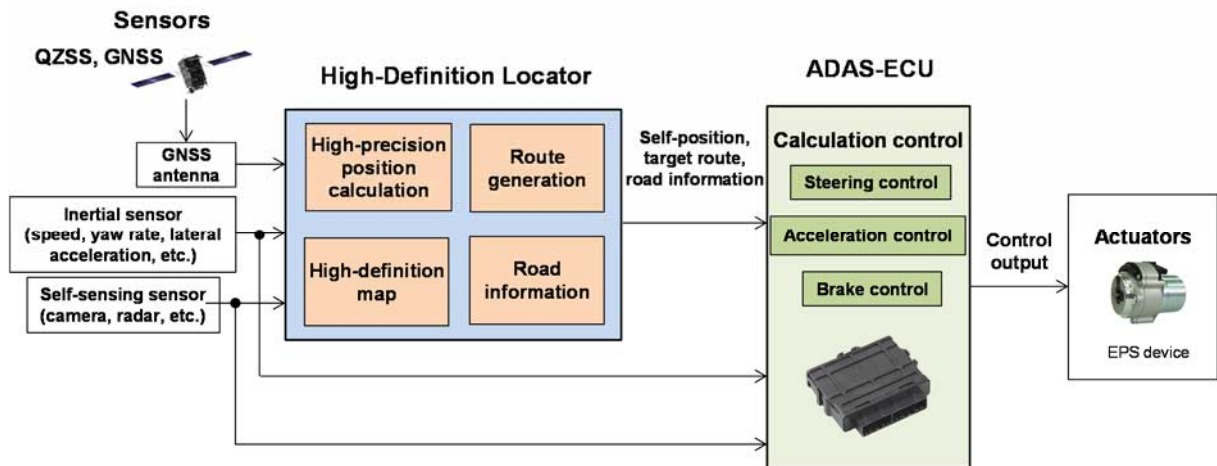 Sensors
QZSS, GNSS
GNSS
antenna
Inertial sensor
(speed, yaw rate, lateral
acceleration, etc.)
Self-sensing sensor
(camera, radar, etc.)
High-Definition Locator
High-precision
position
calculation
Route
generation
High-definition
map
Road
information
Self-position,
target route,
road information
ADAS-ECU
Calculation control
Steering control
Acceleration control
Brake control
Control
output
Actuators
EPS device